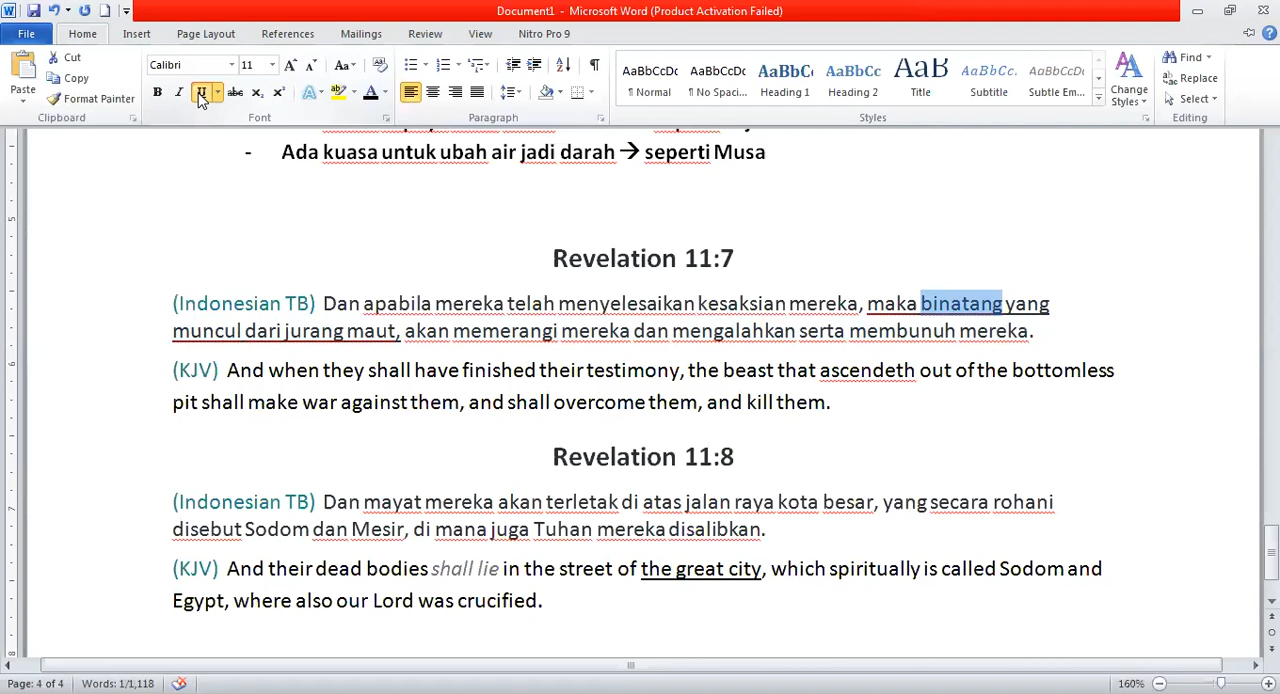 Document1 - Microsoft Word (Product Activation Failed)
File Home Insert Page Layout References Mailings Review View Nitro Pro 9
Paste Cut Copy Format Painter Clipboard
Calibri 11 Font
Paragraph
AaBbCcDc AaBbCcDc AaBbC AaBbCc AaB AaBbCc. AaBbCcDc
¶ Normal ¶ No Spaci... Heading 1 Heading 2 Title Subtitle Subtle Em...
Styles
Change Styles
Find Replace Select Editing
- Ada kuasa untuk ubah air jadi darah → seperti Musa
Revelation 11:7
(Indonesian TB) Dan apabila mereka telah menyelesaikan kesaksian mereka, maka binatang yang
muncul dari jurang maut, akan memerangi mereka dan mengalahkan serta membunuh mereka.
(KJV) And when they shall have finished their testimony, the beast that ascendeth out of the bottomless
pit shall make war against them, and shall overcome them, and kill them.
Revelation 11:8
(Indonesian TB) Dan mayat mereka akan terletak di atas jalan raya kota besar, yang secara rohani
disebut Sodom dan Mesir, di mana juga Tuhan mereka disalibkan.
(KJV) And their dead bodies shall lie in the street of the great city, which spiritually is called Sodom and
Egypt, where also our Lord was crucified.
Page: 4 of 4 Words: 1/1,118 160%